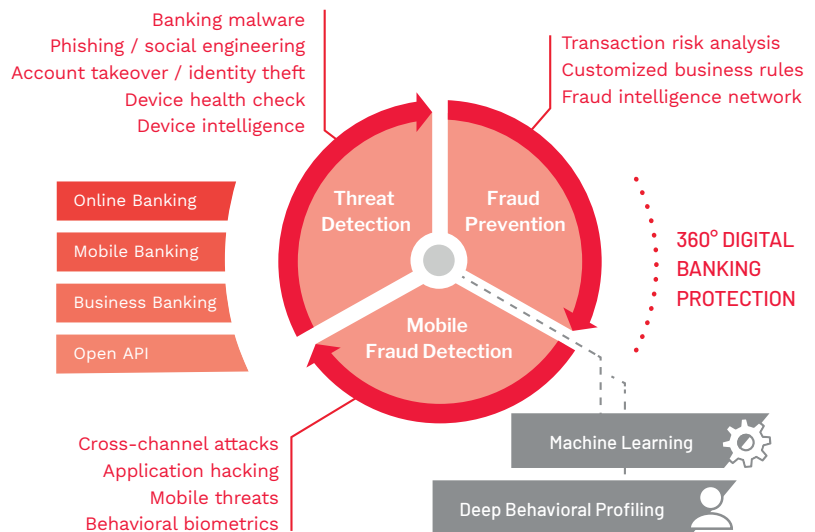 Banking malware
Phishing / social engineering
Account takeover / identity theft
Device health check
Device intelligence
Transaction risk analysis
Customized business rules
Fraud intelligence network
Online Banking
Mobile Banking
Business Banking
Open API
Threat
Detection
Fraud
Prevention
Mobile
Fraud Detection
360° DIGITAL
BANKING
PROTECTION
Cross-channel attacks
Application hacking
Mobile threats
Behavioral biometrics
Machine Learning
Deep Behavioral Profiling